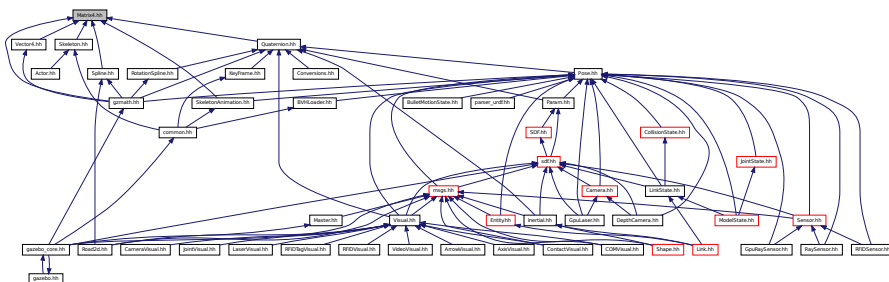 Matrix4.hh
Vector4.hh Skeleton.hh Quaternion.hh
Actor.hh Spline.hh RotationSpline.hh KeyFrame.hh Conversions.hh Pose.hh
gzmath.hh SkeletonAnimation.hh BVHLoader.hh BulletMotionState.hh parser_urdf.hh Param.hh
common.hh SDF.hh CollisionState.hh
sdf.hh JointState.hh
msgs.hh Camera.hh LinkState.hh
Master.hh Visual.hh Entity.hh Inertial.hh GpuLaser.hh DepthCamera.hh ModelState.hh Sensor.hh
gazebo_core.hh Road2d.hh CameraVisual.hh JointVisual.hh LaserVisual.hh RFIDTagVisual.hh RFIDVisual.hh VideoVisual.hh ArrowVisual.hh AxisVisual.hh ContactVisual.hh COMVisual.hh Shape.hh Link.hh GpuRaySensor.hh RaySensor.hh RFIDSensor.hh
gazebo.hh